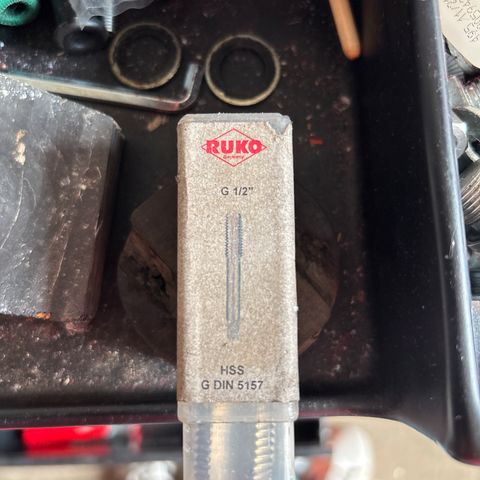 RUKO
Germany
G 1/2"
HSS
G DIN 5157